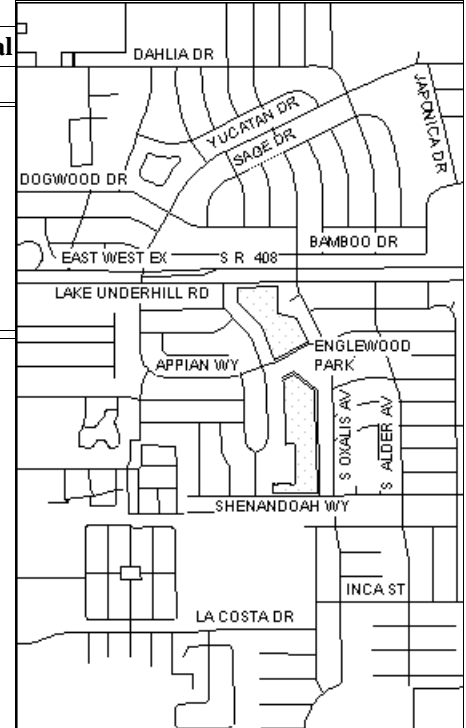 al
DAHLIA DR
JAPONICA DR
YUCATAN DR
SAGE DR
DOGWOOD DR
BAMBOO DR
EAST WEST EX
S R 408
LAKE UNDERHILL RD
ENGLEWOOD
PARK
APPIAN WY
S OXALIS AV
S ALDER AV
SHENANDOAH WY
INCA ST
LA COSTA DR